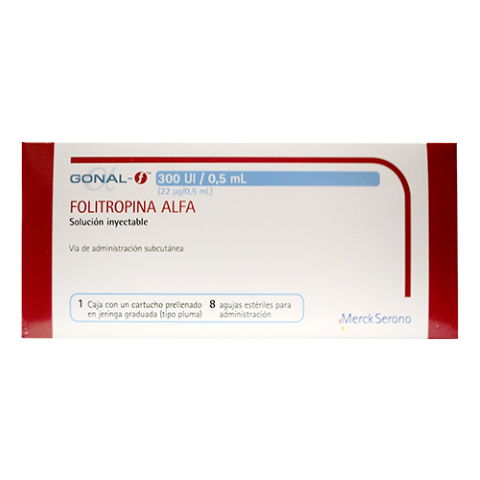 GONAL-f™ 300 UI / 0,5 mL
(22 µg/0,5 mL)
FOLITROPINA ALFA
Solución inyectable
Vía de administración subcutánea
1 Caja con un cartucho prellenado
en jeringa graduada (tipo pluma)
8 agujas estériles para
administración
Merck Serono